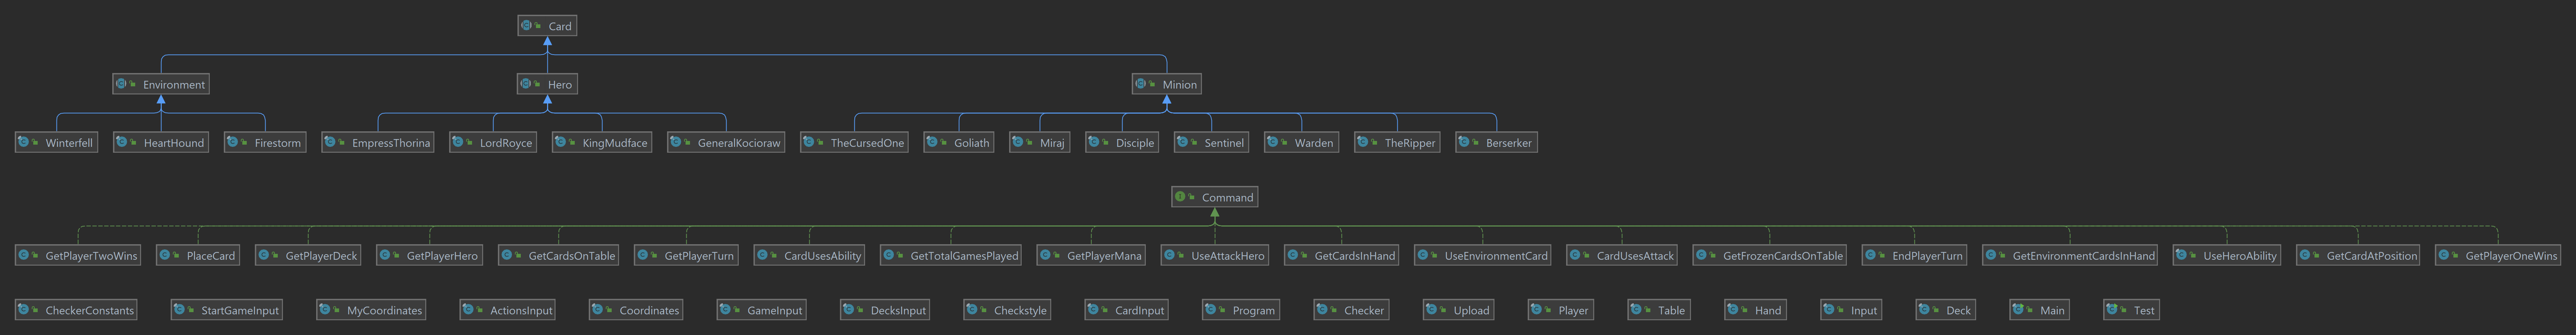 Card
Environment Hero Minion
Winterfell HeartHound Firestorm EmpressThorina LordRoyce KingMudface GeneralKocioraw TheCursedOne Goliath Miraj Disciple Sentinel Warden TheRipper Berserker
Command
GetPlayerTwoWins PlaceCard GetPlayerDeck GetPlayerHero GetCardsOnTable GetPlayerTurn CardUsesAbility GetTotalGamesPlayed GetPlayerMana UseAttackHero GetCardsInHand UseEnvironmentCard CardUsesAttack GetFrozenCardsOnTable EndPlayerTurn GetEnvironmentCardsInHand UseHeroAbility GetCardAtPosition GetPlayerOneWins
CheckerConstants StartGameInput MyCoordinates ActionsInput Coordinates GameInput DecksInput Checkstyle CardInput Program Checker Upload Player Table Hand Input Deck Main Test